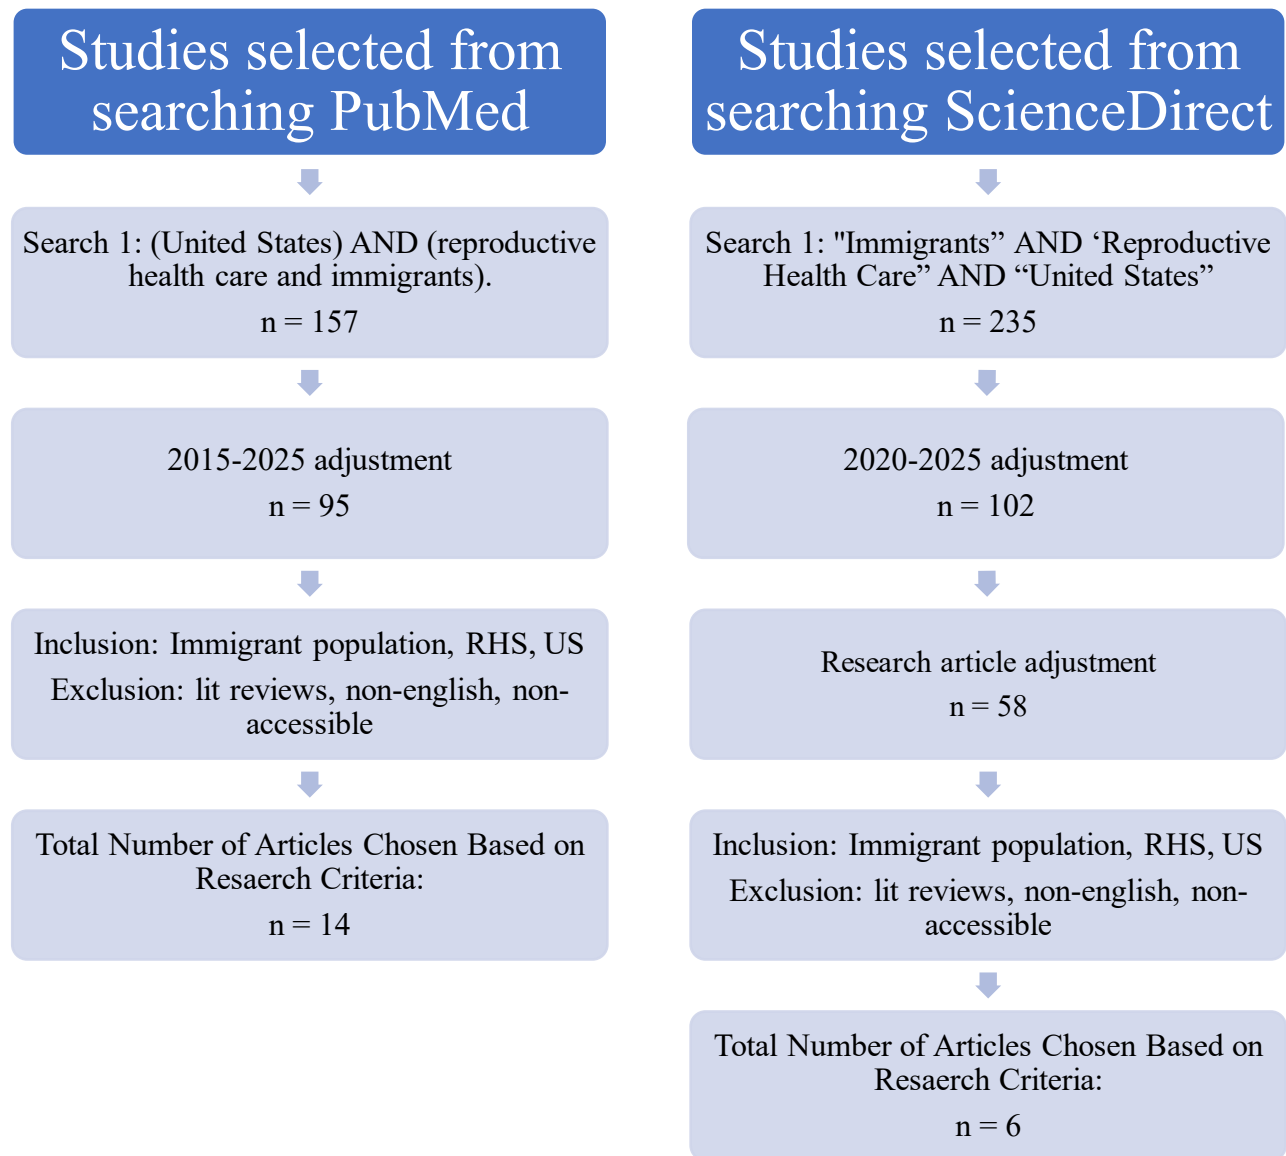 Studies selected from
searching PubMed
Search 1: (United States) AND (reproductive
health care and immigrants).
n = 157
2015-2025 adjustment
n = 95
Inclusion: Immigrant population, RHS, US
Exclusion: lit reviews, non-english, non-
accessible
Total Number of Articles Chosen Based on
Resaerch Criteria:
n = 14
Studies selected from
searching ScienceDirect
Search 1: "Immigrants” AND ‘Reproductive
Health Care” AND “United States”
n = 235
2020-2025 adjustment
n = 102
Research article adjustment
n = 58
Inclusion: Immigrant population, RHS, US
Exclusion: lit reviews, non-english, non-
accessible
Total Number of Articles Chosen Based on
Resaerch Criteria:
n = 6